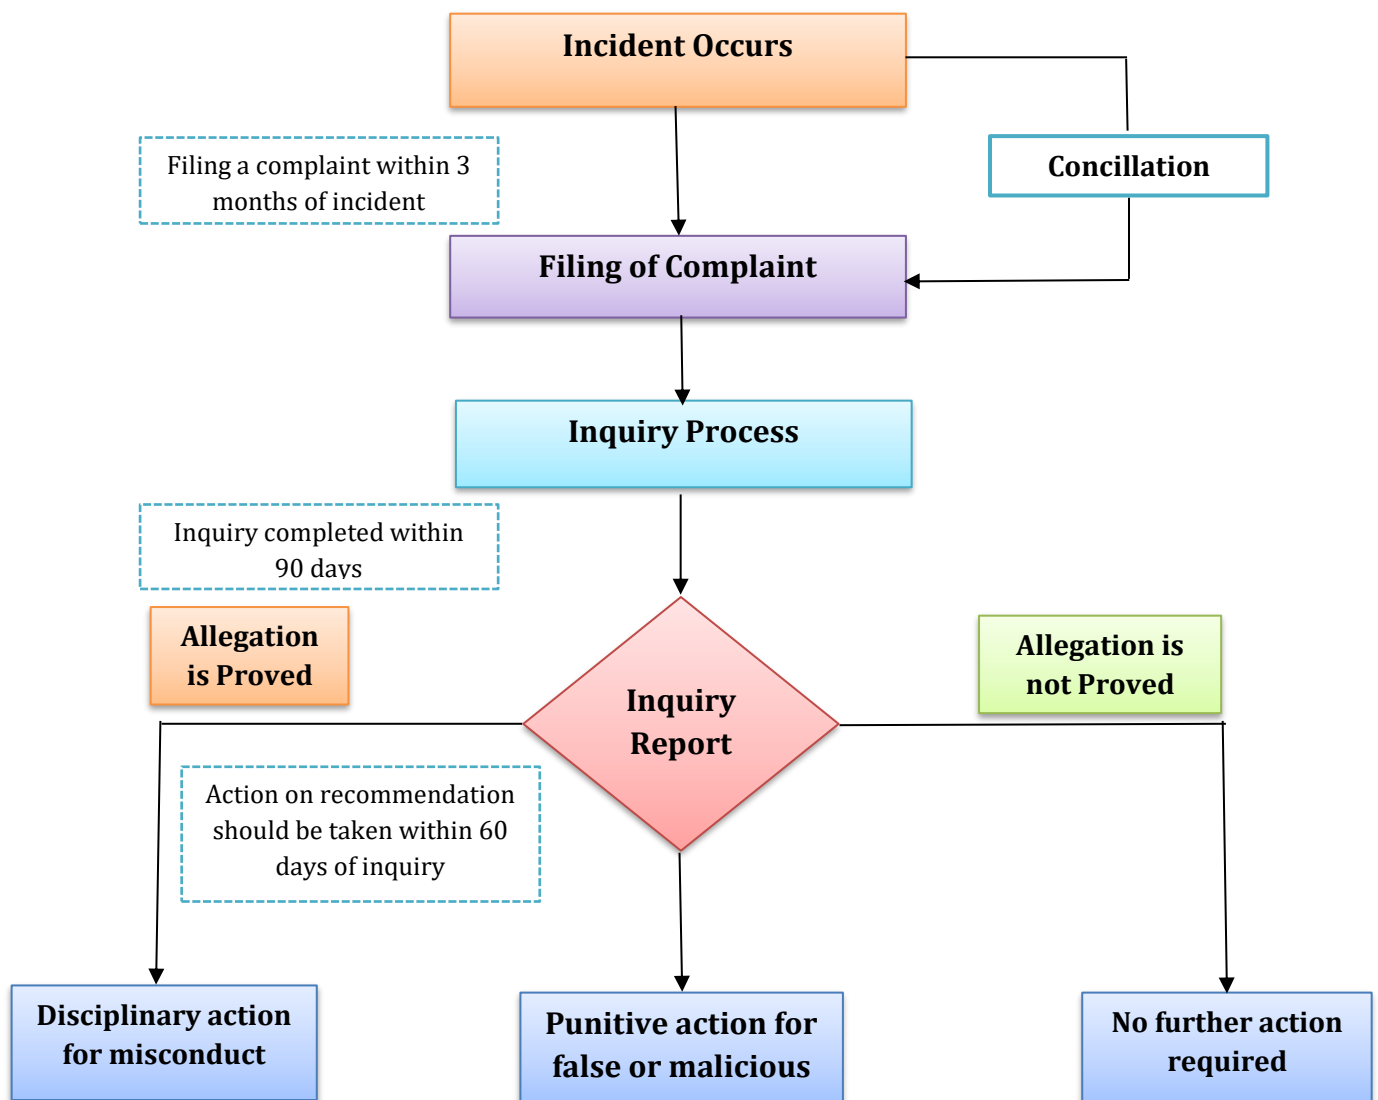 Incident Occurs
Filing a complaint within 3
months of incident
Concillation
Filing of Complaint
Inquiry Process
Inquiry completed within
90 days
Allegation
is Proved
Allegation is
not Proved
Inquiry
Report
Action on recommendation
should be taken within 60
days of inquiry
Disciplinary action
for misconduct
Punitive action for
false or malicious
No further action
required